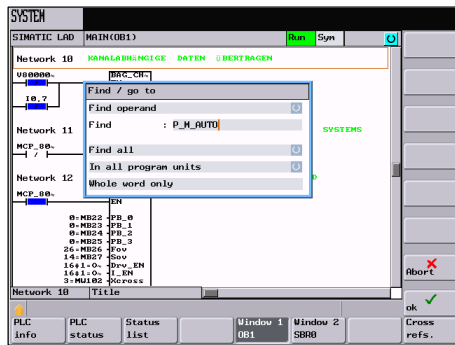 SYSTEM
SIMATIC LAD MAIN(OB1) Run Sym
Network 10 KANALABHäNGIGE DATEN üBERTRAGEN
V80000~ BAG_CH~
I0.7
Find / go to
Find operand
Find : P_M_AUTO
Find all
In all program units
Whole word only
Network 11 SYSTEMS
MCP_80~
Network 12 D
MCP_80~
EN
0=MB22 PB_0
0=MB23 PB_1
0=MB24 PB_2
0=MB25 PB_3
26=MB26 Fov
14=MB27 Sov
16#1=O~ Drv_EN
16#1=O~ I_EN
3=MW102 Xcross
Network 10 Title
Abort
ok
PLC info
PLC status
Status list
Window 1 OB1
Window 2 SBR0
Cross refs.